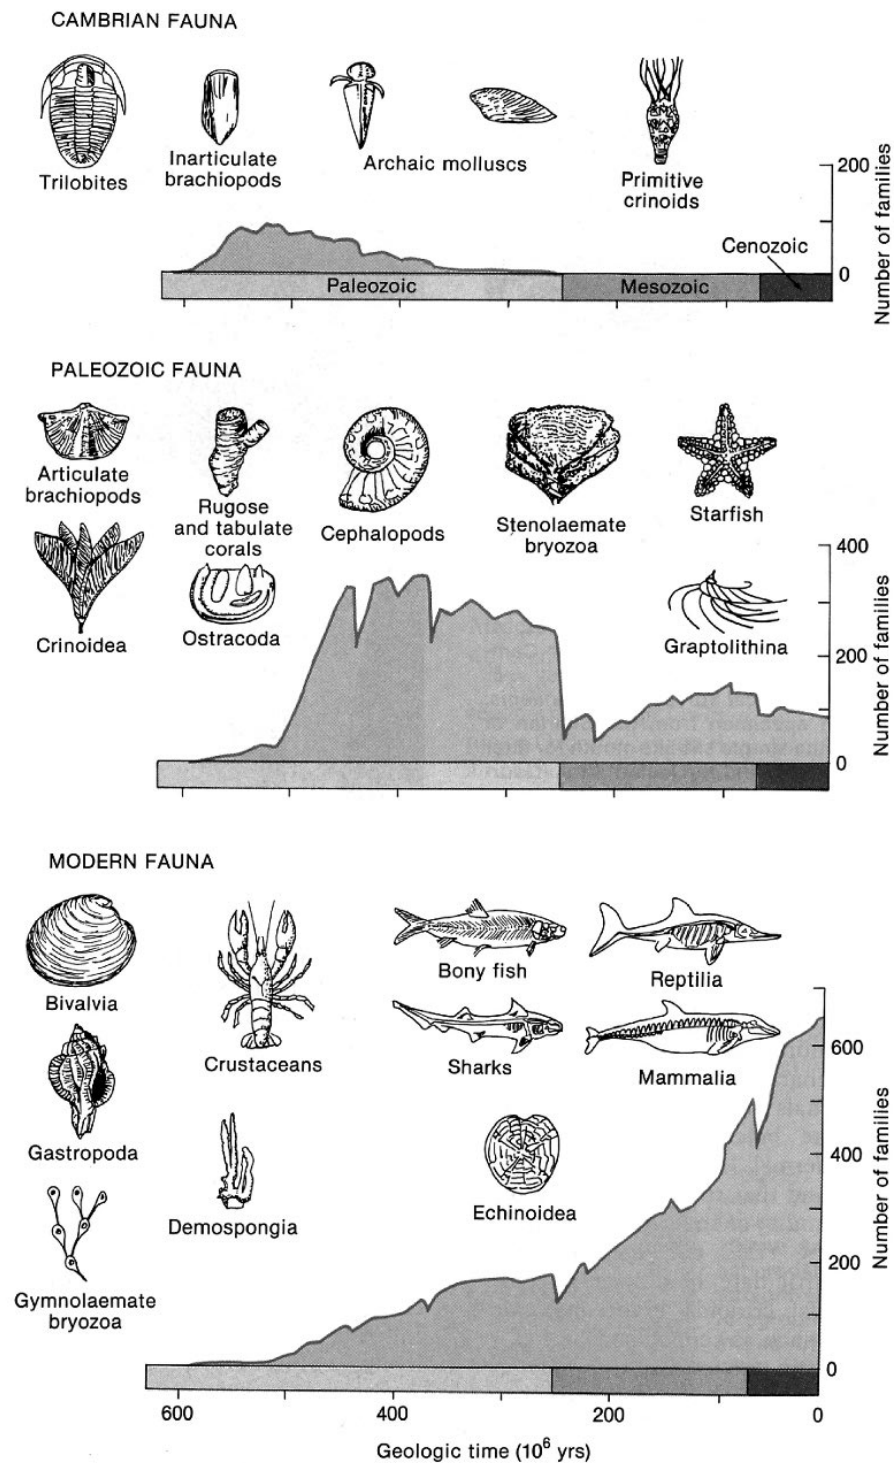 CAMBRIAN FAUNA
Trilobites
Inarticulate
brachiopods
Archaic molluscs
Primitive
crinoids
200
0
Number of families
Cenozoic
Paleozoic
Mesozoic
PALEOZOIC FAUNA
Articulate
brachiopods
Rugose
and tabulate
corals
Cephalopods
Stenolaemate
bryozoa
Starfish
Crinoidea
Ostracoda
Graptolithina
400
200
0
Number of families
MODERN FAUNA
Bivalvia
Crustaceans
Bony fish
Reptilia
Sharks
Mammalia
Gastropoda
Demospongia
Echinoidea
Gymnolaemate
bryozoa
600
400
200
0
Number of families
600
400
200
0
Geologic time (10⁶ yrs)